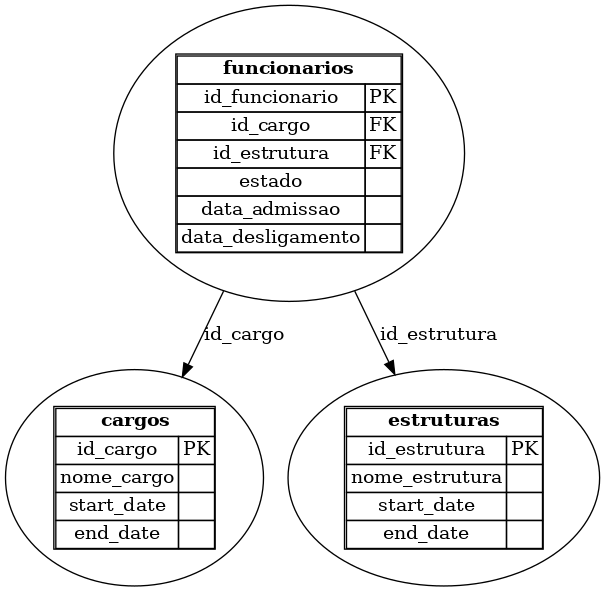 funcionarios
id_funcionario PK
id_cargo FK
id_estrutura FK
estado
data_admissao
data_desligamento
id_cargo
id_estrutura
cargos
id_cargo PK
nome_cargo
start_date
end_date
estruturas
id_estrutura PK
nome_estrutura
start_date
end_date